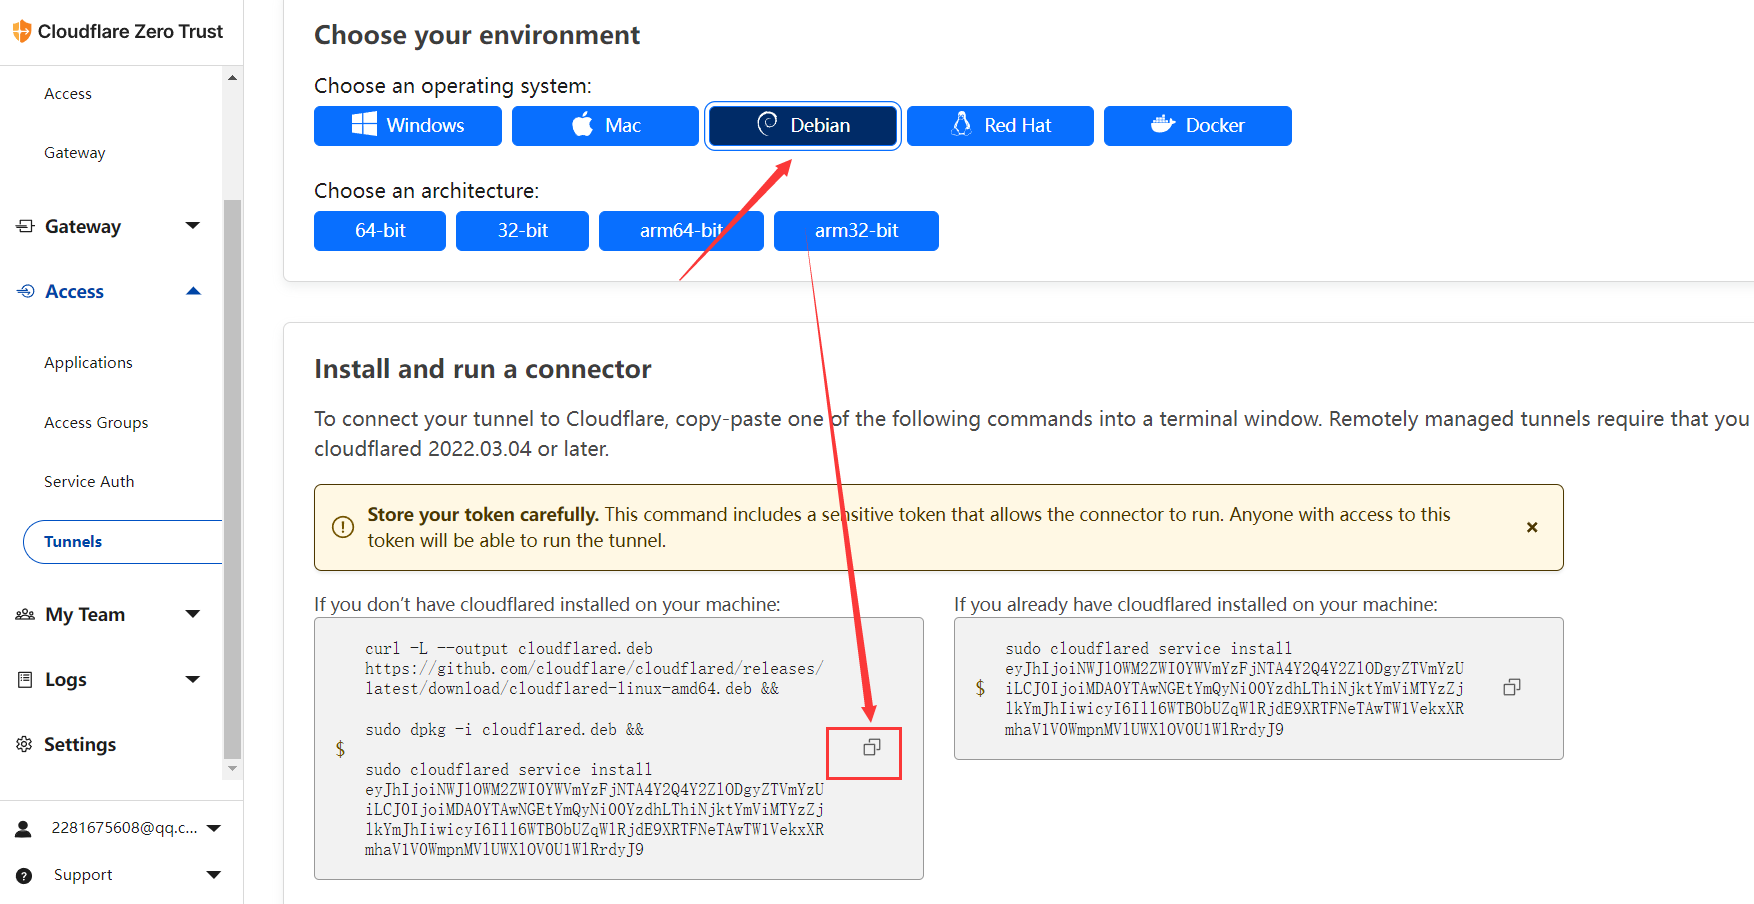 Cloudflare Zero Trust
Access
Gateway
Gateway
Access
Applications
Access Groups
Service Auth
Tunnels
My Team
Logs
Settings
2281675608@qq.c...
Support
Choose your environment
Choose an operating system:
Windows
Mac
Debian
Red Hat
Docker
Choose an architecture:
64-bit
32-bit
arm64-bit
arm32-bit
Install and run a connector
To connect your tunnel to Cloudflare, copy-paste one of the following commands into a terminal window. Remotely managed tunnels require that you
cloudflared 2022.03.04 or later.
Store your token carefully. This command includes a sensitive token that allows the connector to run. Anyone with access to this
token will be able to run the tunnel.
If you don’t have cloudflared installed on your machine:
$
curl -L --output cloudflared.deb
https://github.com/cloudflare/cloudflared/releases/
latest/download/cloudflared-linux-amd64.deb &&
sudo dpkg -i cloudflared.deb &&
sudo cloudflared service install
If you already have cloudflared installed on your machine:
$
sudo cloudflared service install